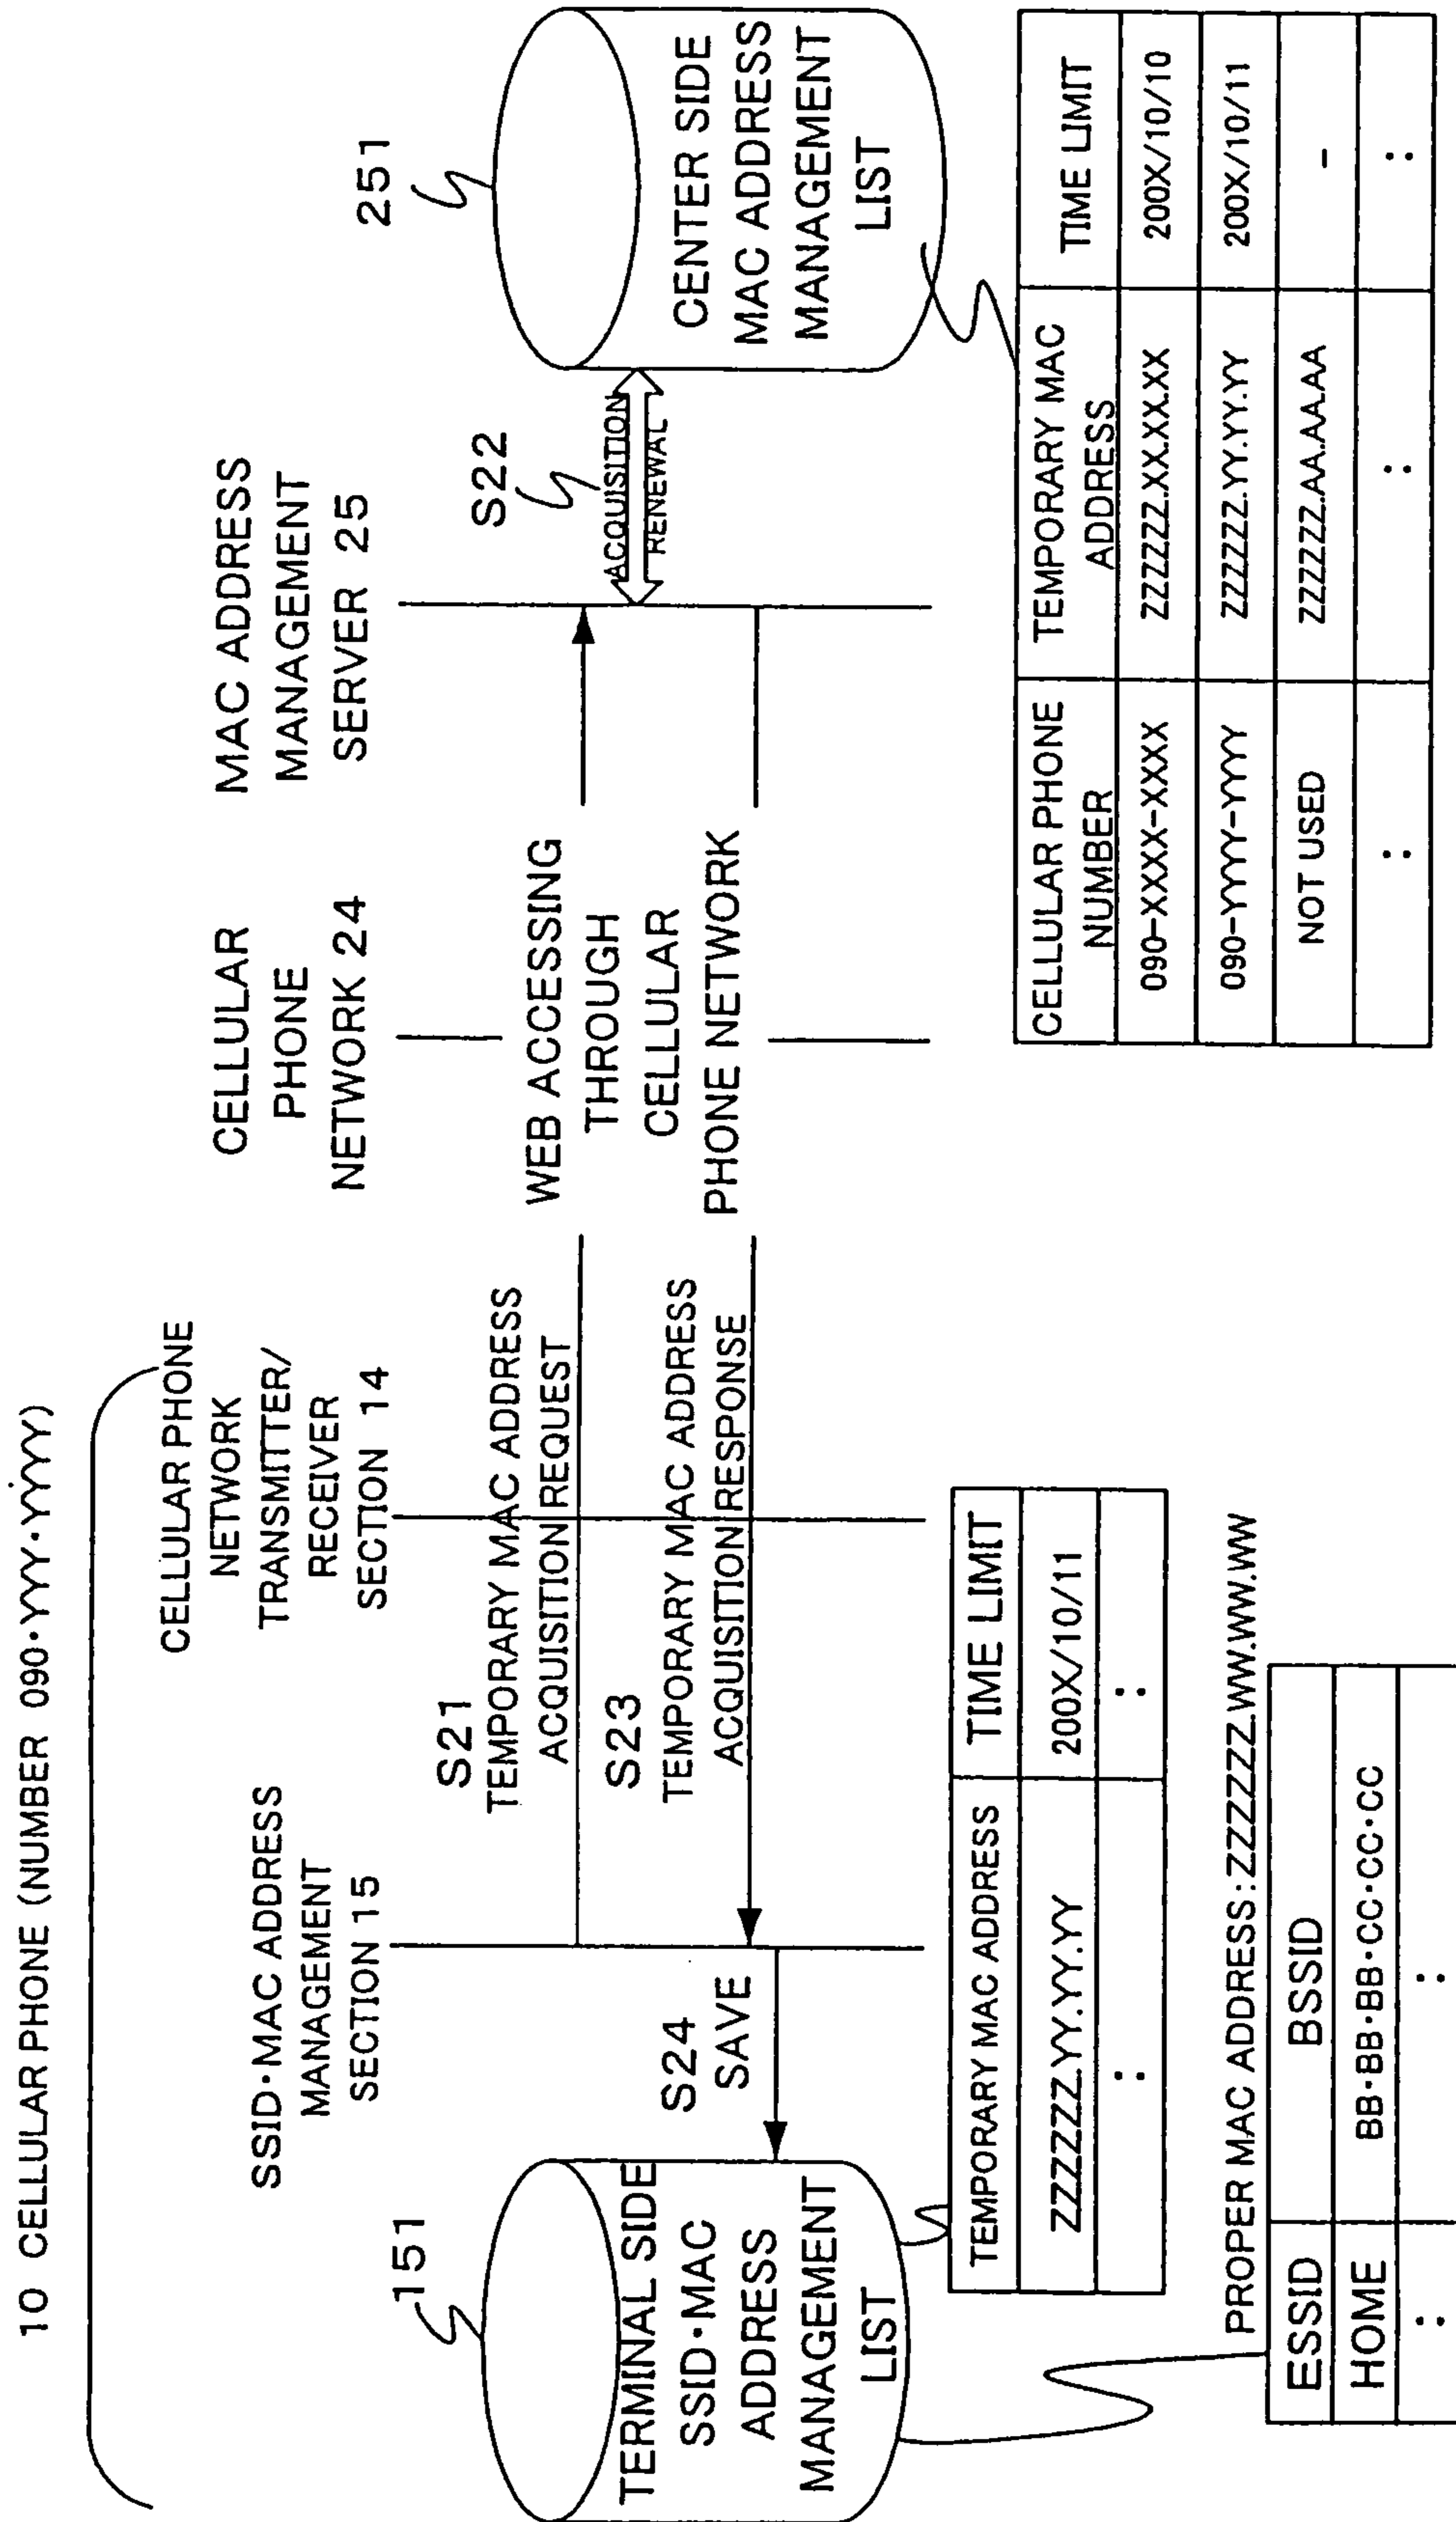 10 CELLULAR PHONE (NUMBER 090・YYY・YYYY)
SSID・MAC ADDRESS
MANAGEMENT
SECTION 15
CELLULAR PHONE
NETWORK
TRANSMITTER/
RECEIVER
SECTION 14
CELLULAR
PHONE
NETWORK 24
MAC ADDRESS
MANAGEMENT
SERVER 25
151
TERMINAL SIDE
SSID・MAC
ADDRESS
MANAGEMENT
LIST
S21
TEMPORARY MAC ADDRESS
ACQUISITION REQUEST
S23
TEMPORARY MAC ADDRESS
ACQUISITION RESPONSE
S24
SAVE
WEB ACCESSING
THROUGH
CELLULAR
PHONE NETWORK
S22
ACQUISITION
RENEWAL
251
CENTER SIDE
MAC ADDRESS
MANAGEMENT
LIST
TEMPORARY MAC ADDRESS TIME LIMIT
ZZZZZZ.YY.YY.YY 200X/10/11
: :
PROPER MAC ADDRESS:ZZZZZZ.WW.WW.WW
ESSID BSSID
HOME BB・BB・BB・CC・CC・CC
: :
CELLULAR PHONE
NUMBER
TEMPORARY MAC
ADDRESS
TIME LIMIT
090-XXXX-XXXX ZZZZZZ.XX.XX.XX 200X/10/10
090-YYYY-YYYY ZZZZZZ.YY.YY.YY 200X/10/11
NOT USED ZZZZZZ.AA.AA.AA -
: : :